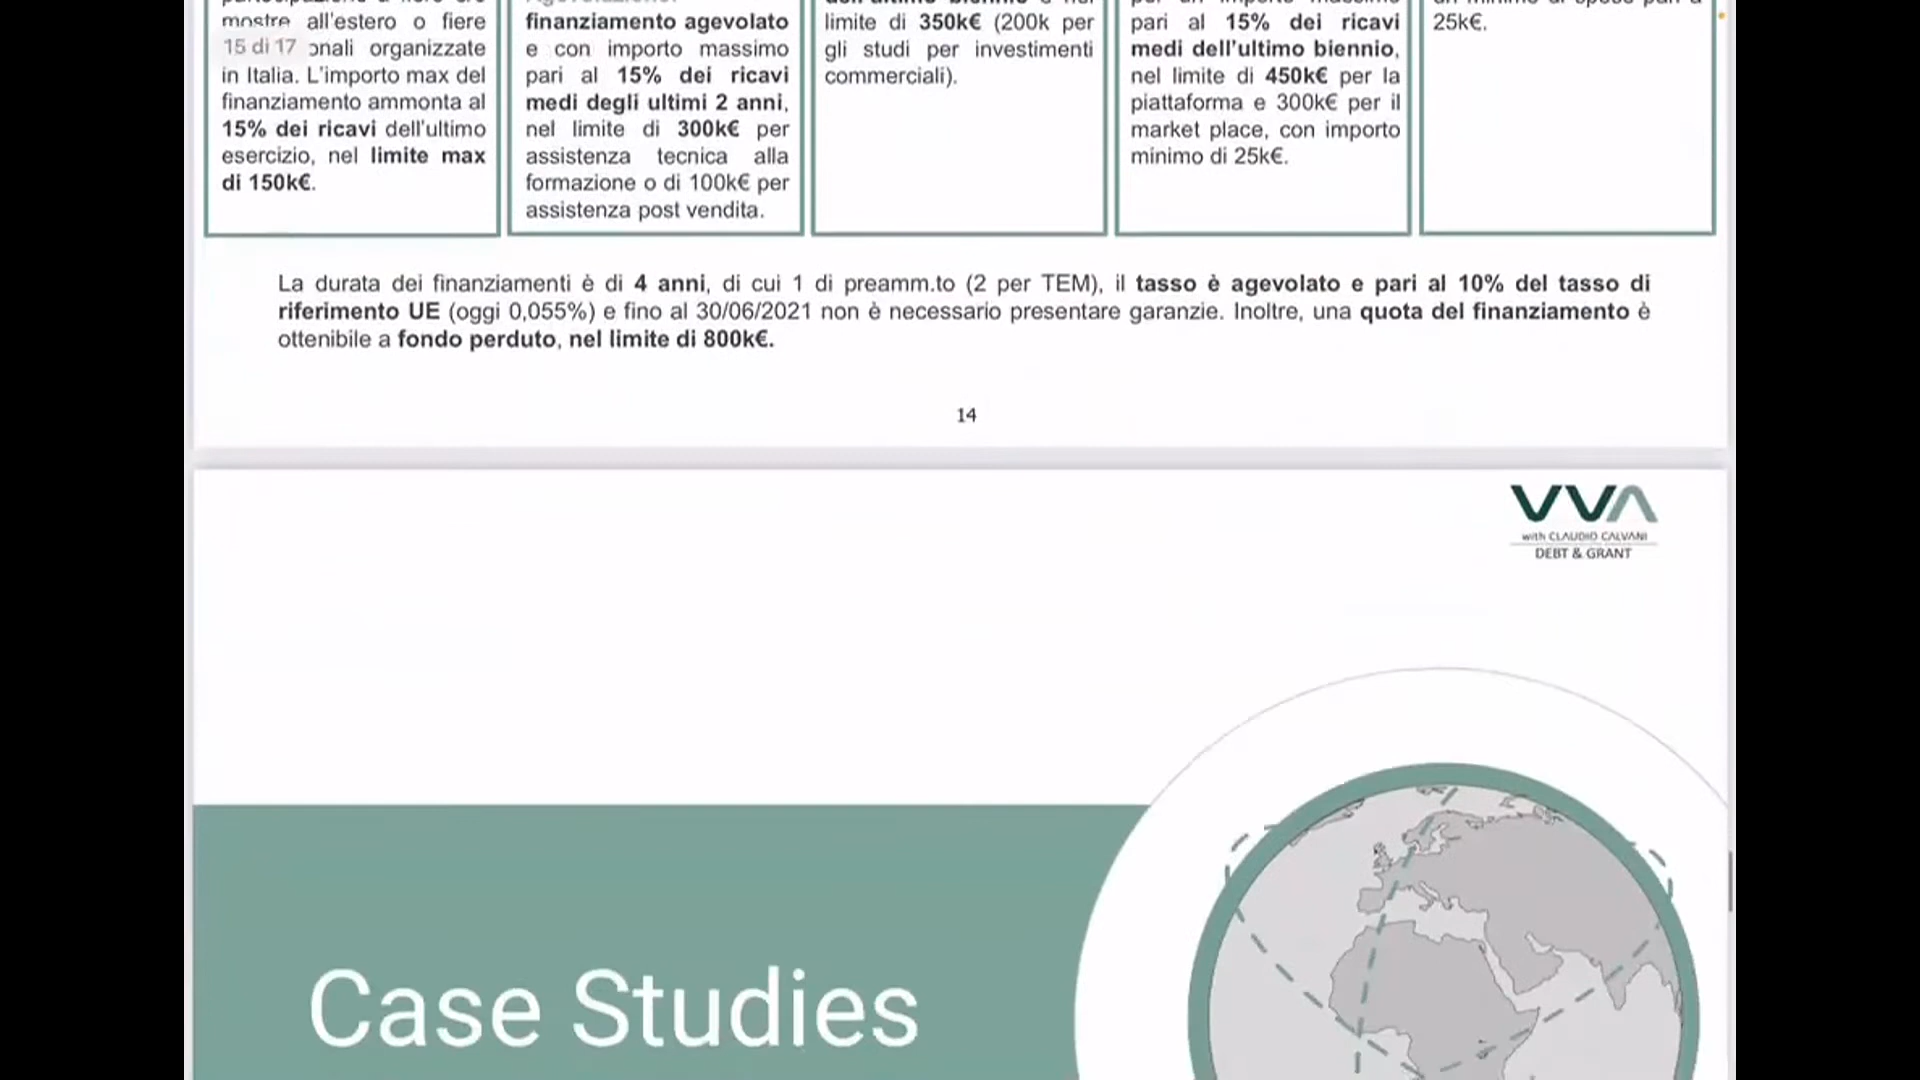 mostre all'estero o fiere
15 di 17 onali organizzate
in Italia. L'importo max del
finanziamento ammonta al
15% dei ricavi dell'ultimo
esercizio, nel limite max
di 150k€.
finanziamento agevolato
e con importo massimo
pari al 15% dei ricavi
medi degli ultimi 2 anni,
nel limite di 300k€ per
assistenza tecnica alla
formazione o di 100k€ per
assistenza post vendita.
limite di 350k€ (200k per
gli studi per investimenti
commerciali).
pari al 15% dei ricavi
medi dell'ultimo biennio,
nel limite di 450k€ per la
piattaforma e 300k€ per il
market place, con importo
minimo di 25k€.
25k€.
La durata dei finanziamenti è di 4 anni, di cui 1 di preamm.to (2 per TEM), il tasso è agevolato e pari al 10% del tasso di
riferimento UE (oggi 0,055%) e fino al 30/06/2021 non è necessario presentare garanzie. Inoltre, una quota del finanziamento è
ottenibile a fondo perduto, nel limite di 800k€.
14
VVA
with CLAUDIO CALVANI
DEBT & GRANT
Case Studies